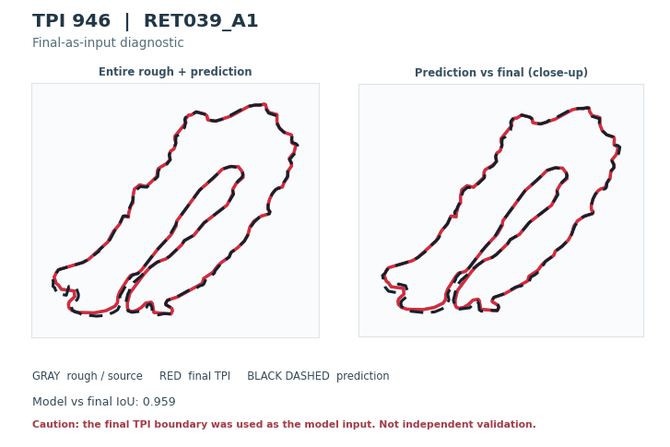 TPI 946 | RET039_A1
Final-as-input diagnostic
Entire rough + prediction
Prediction vs final (close-up)
GRAY rough / source RED final TPI BLACK DASHED prediction
Model vs final IoU: 0.959
Caution: the final TPI boundary was used as the model input. Not independent validation.